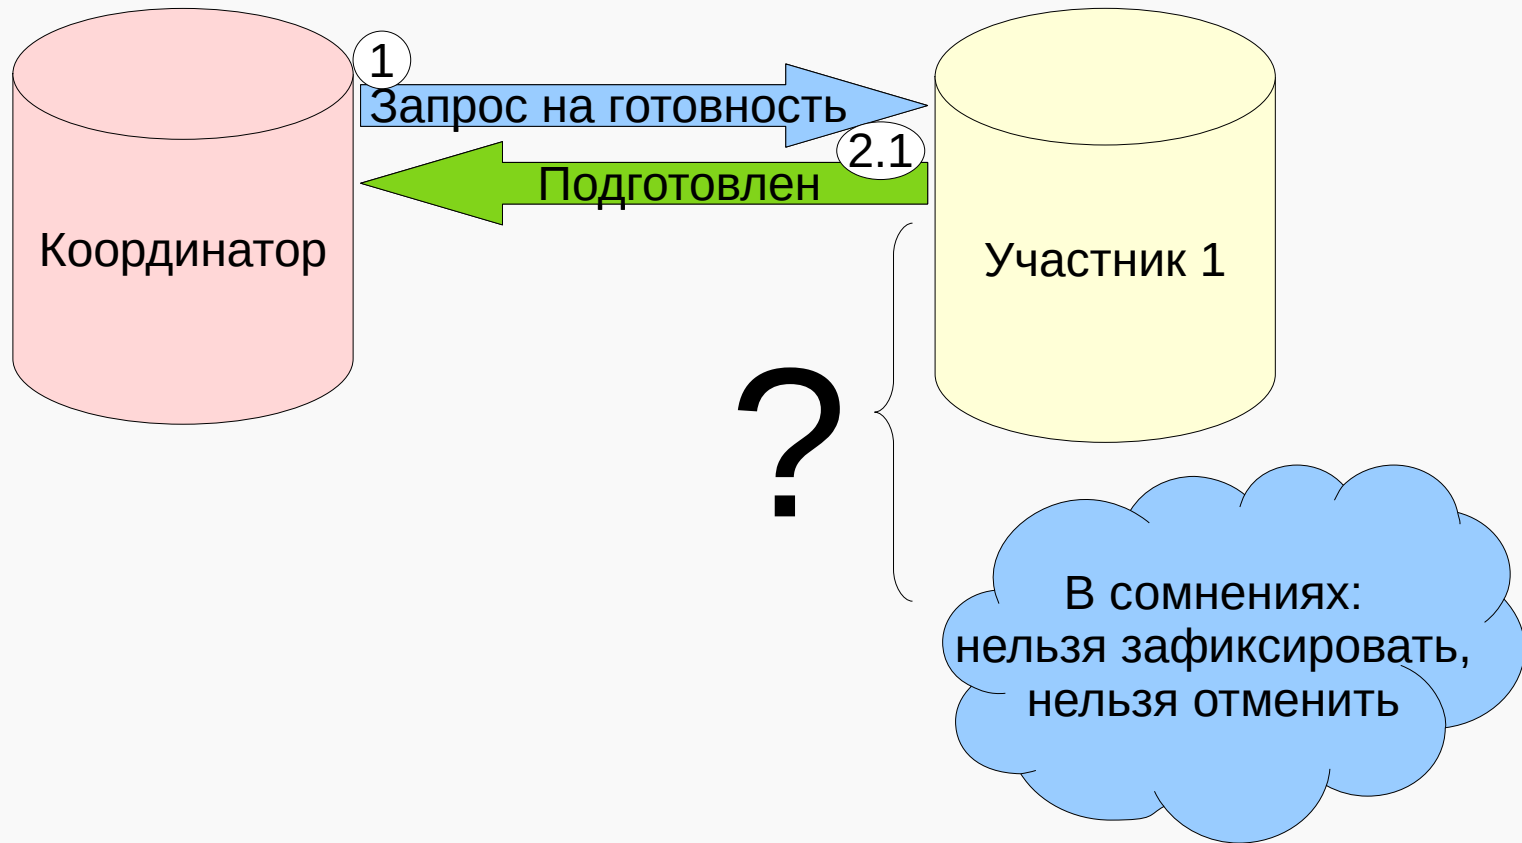 1
Запрос на готовность
2.1
Подготовлен
Координатор
Участник 1
?
В сомнениях:
нельзя зафиксировать,
нельзя отменить